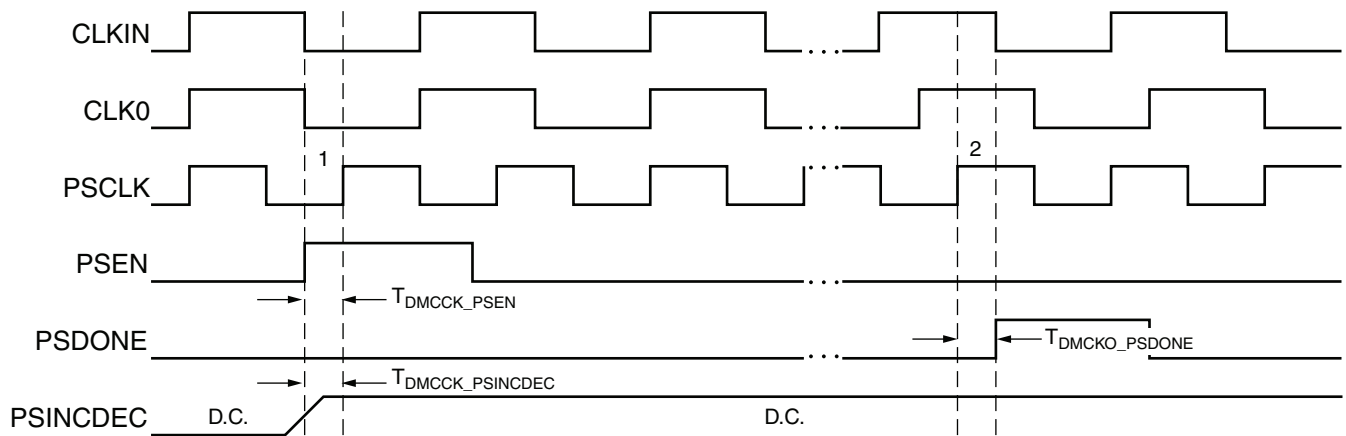 CLKIN
CLK0
1
2
PSCLK
PSEN
T_DMCCK_PSEN
PSDONE
T_DMCKO_PSDONE
T_DMCCK_PSINCDEC
PSINCDEC
D.C.
D.C.